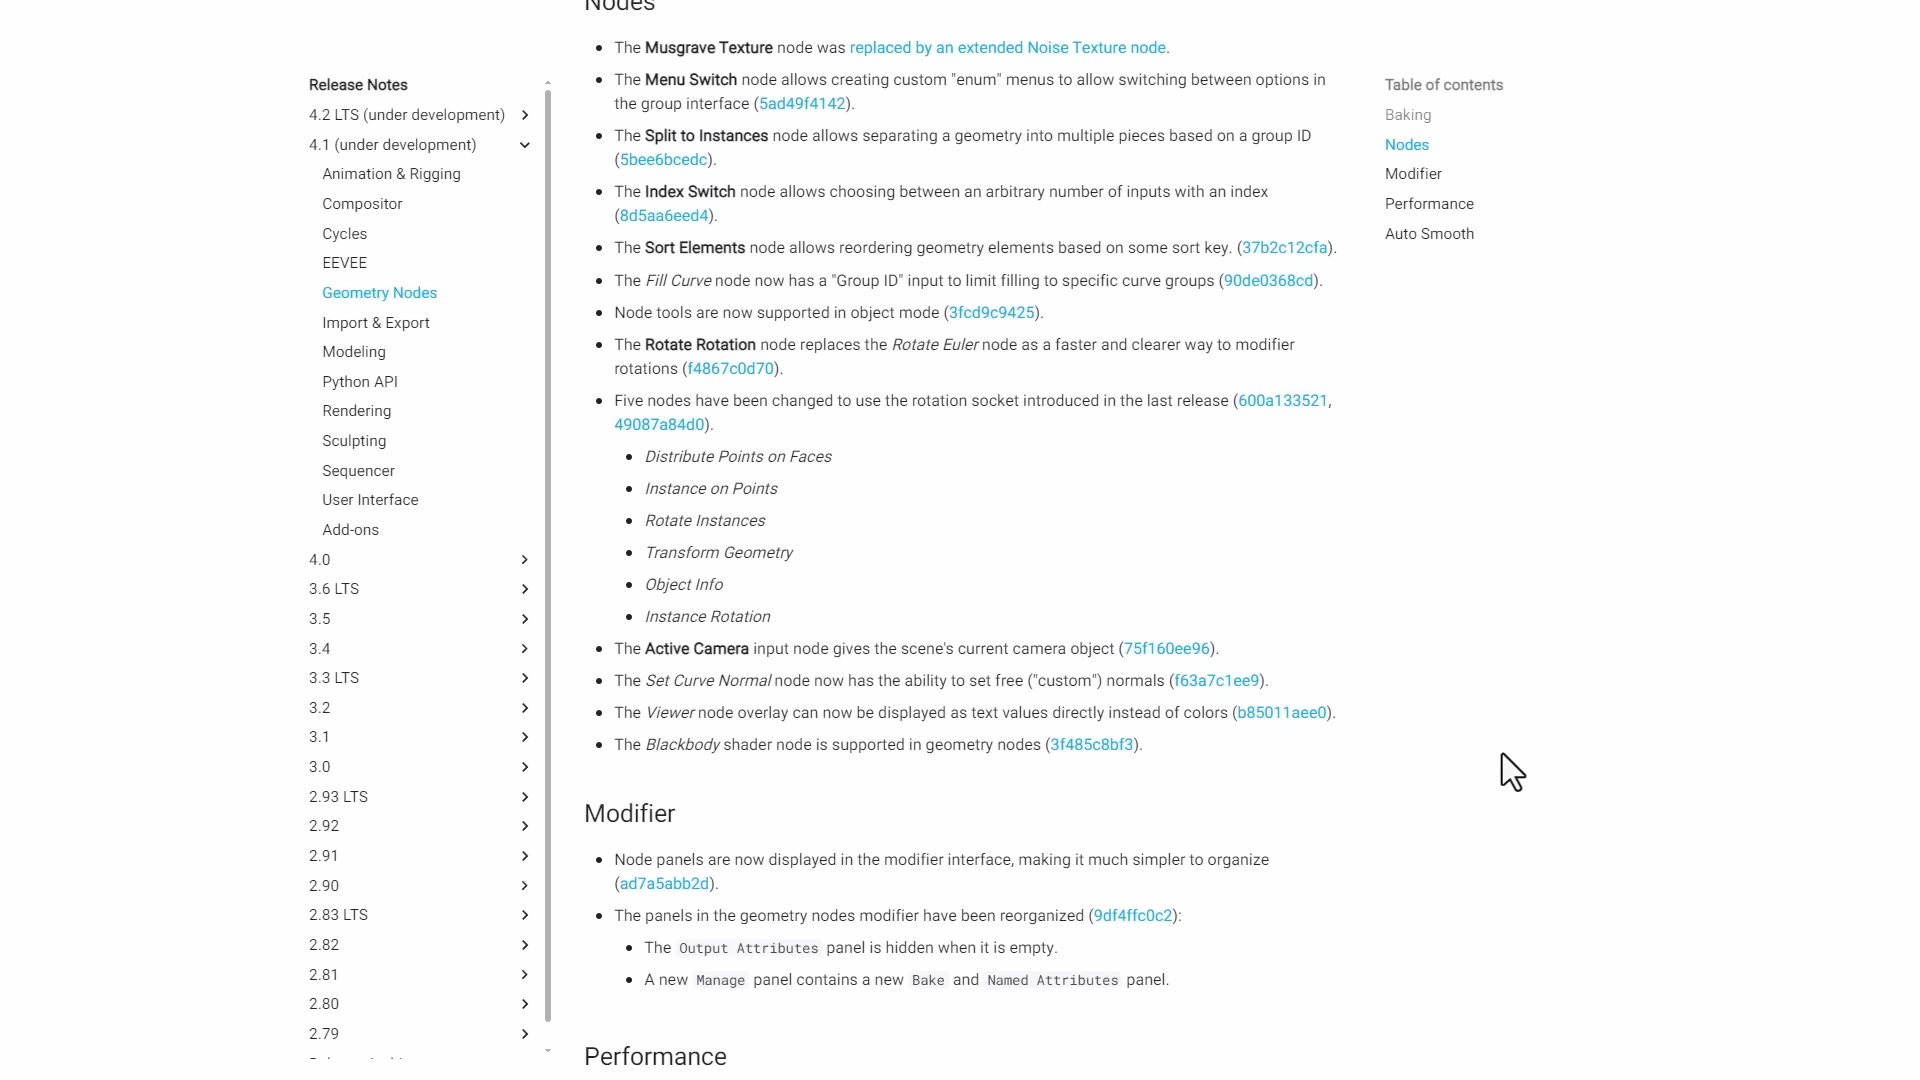 Release Notes
4.2 LTS (under development)
4.1 (under development)
Animation & Rigging
Compositor
Cycles
EEVEE
Geometry Nodes
Import & Export
Modeling
Python API
Rendering
Sculpting
Sequencer
User Interface
Add-ons
4.0
3.6 LTS
3.5
3.4
3.3 LTS
3.2
3.1
3.0
2.93 LTS
2.92
2.91
2.90
2.83 LTS
2.82
2.81
2.80
2.79
Nodes
• The Musgrave Texture node was replaced by an extended Noise Texture node.
• The Menu Switch node allows creating custom "enum" menus to allow switching between options in
the group interface (5ad49f4142).
• The Split to Instances node allows separating a geometry into multiple pieces based on a group ID
(5bee6bcedc).
• The Index Switch node allows choosing between an arbitrary number of inputs with an index
(8d5aa6eed4).
• The Sort Elements node allows reordering geometry elements based on some sort key. (37b2c12cfa).
• The Fill Curve node now has a "Group ID" input to limit filling to specific curve groups (90de0368cd).
• Node tools are now supported in object mode (3fcd9c9425).
• The Rotate Rotation node replaces the Rotate Euler node as a faster and clearer way to modifier
rotations (f4867c0d70).
• Five nodes have been changed to use the rotation socket introduced in the last release (600a133521,
49087a84d0).
• Distribute Points on Faces
• Instance on Points
• Rotate Instances
• Transform Geometry
• Object Info
• Instance Rotation
• The Active Camera input node gives the scene's current camera object (75f160ee96).
• The Set Curve Normal node now has the ability to set free ("custom") normals (f63a7c1ee9).
• The Viewer node overlay can now be displayed as text values directly instead of colors (b85011aee0).
• The Blackbody shader node is supported in geometry nodes (3f485c8bf3).
Modifier
• Node panels are now displayed in the modifier interface, making it much simpler to organize
(ad7a5abb2d).
• The panels in the geometry nodes modifier have been reorganized (9df4ffc0c2):
• The Output Attributes panel is hidden when it is empty.
• A new Manage panel contains a new Bake and Named Attributes panel.
Performance
Table of contents
Baking
Nodes
Modifier
Performance
Auto Smooth